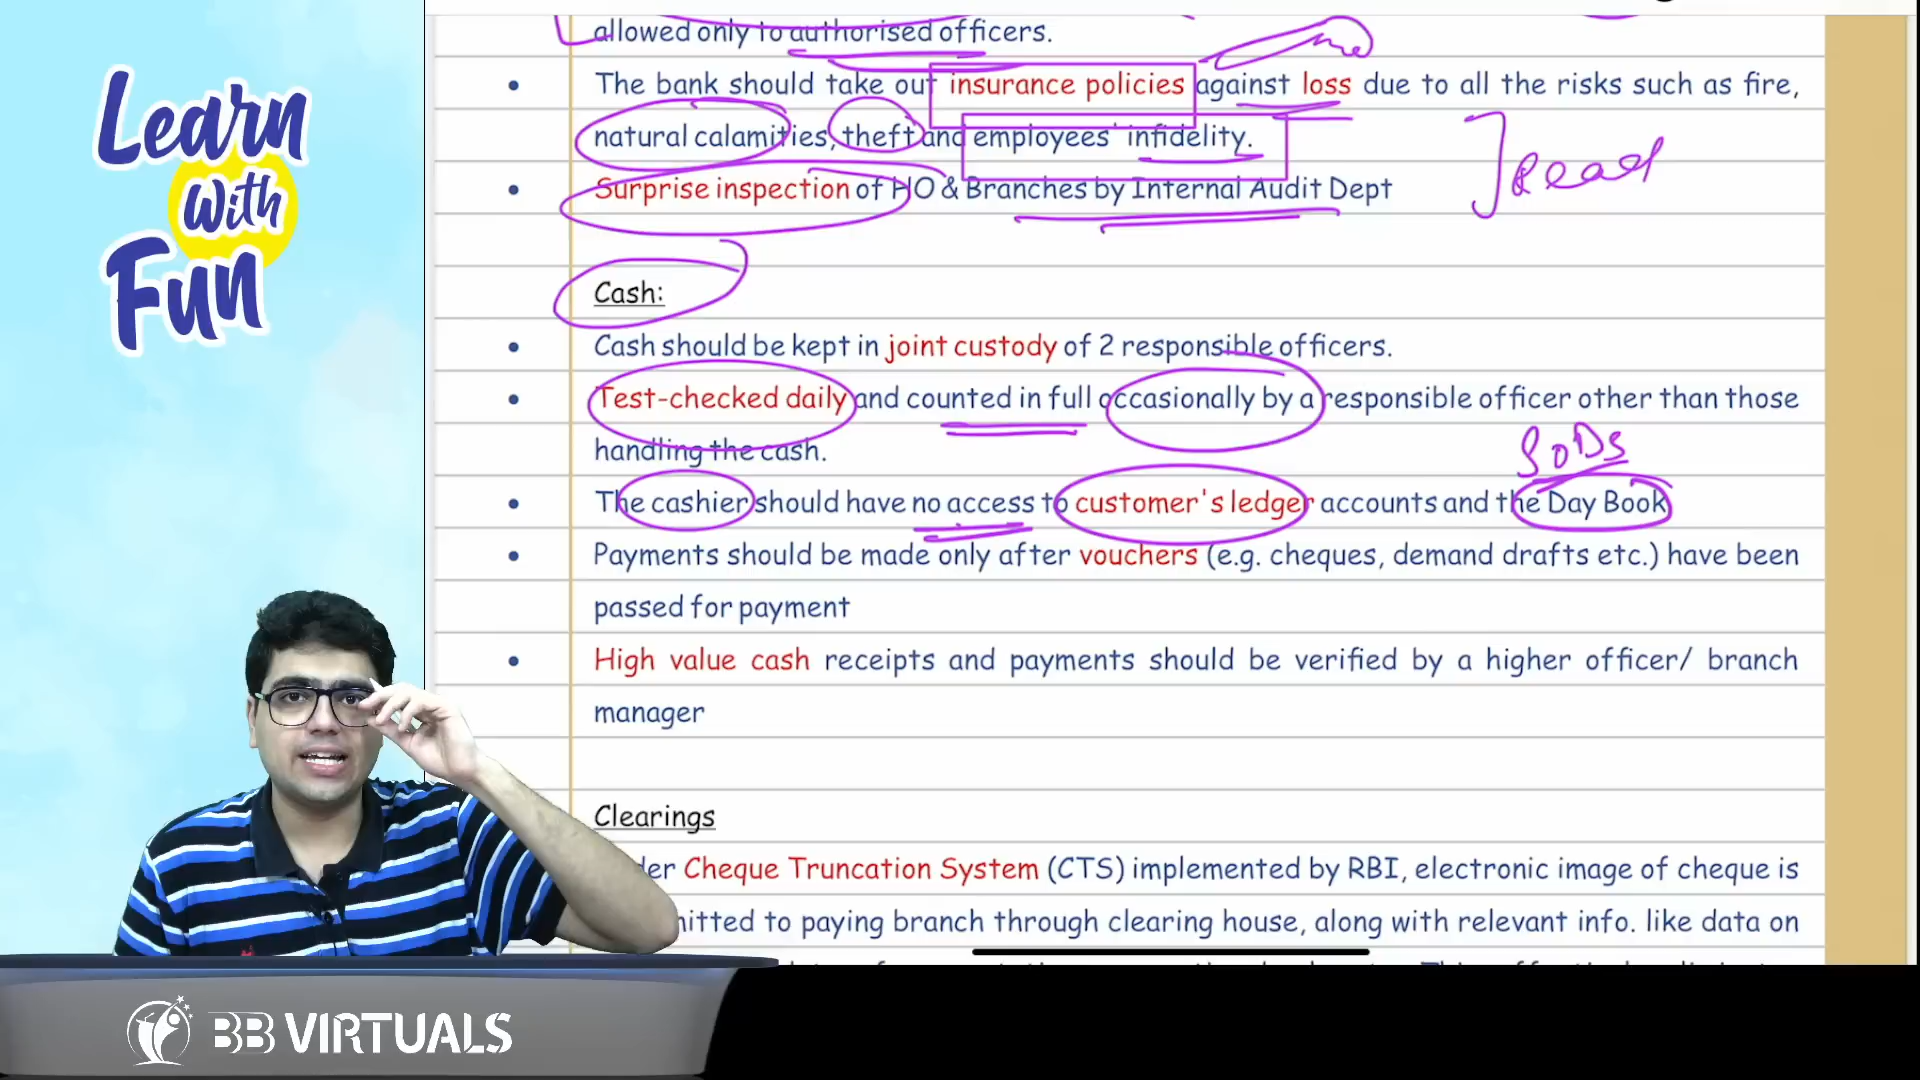 Learn
With
Fun
allowed only to authorised officers.
• The bank should take out insurance policies against loss due to all the risks such as fire,
natural calamities, theft and employees' infidelity.
Read
• Surprise inspection of HO & Branches by Internal Audit Dept
Cash:
• Cash should be kept in joint custody of 2 responsible officers.
• Test-checked daily and counted in full occasionally by a responsible officer other than those
handling the cash.
SODs
• The cashier should have no access to customer's ledger accounts and the Day Book
• Payments should be made only after vouchers (e.g. cheques, demand drafts etc.) have been
passed for payment
• High value cash receipts and payments should be verified by a higher officer/ branch
manager
Clearings
Cheque Truncation System (CTS) implemented by RBI, electronic image of cheque is
to paying branch through clearing house, along with relevant info. like data on
BB VIRTUALS